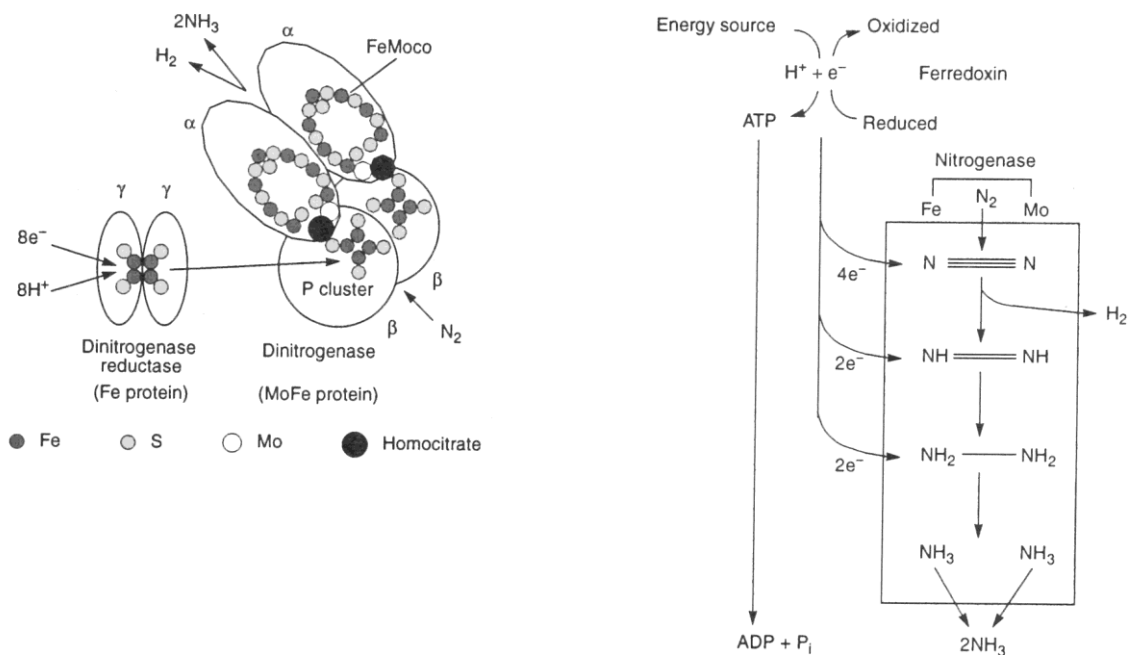 2NH₃
H₂
α
FeMoco
α
γ γ
8e⁻
8H⁺
P cluster
β
β
N₂
Dinitrogenase
reductase
(Fe protein)
Dinitrogenase
(MoFe protein)
Fe
S
Mo
Homocitrate
Energy source
Oxidized
H⁺ + e⁻
Ferredoxin
ATP
Reduced
Nitrogenase
Fe
N₂
Mo
4e⁻
N N
H₂
2e⁻
NH NH
2e⁻
NH₂ NH₂
NH₃ NH₃
ADP + Pᵢ
2NH₃